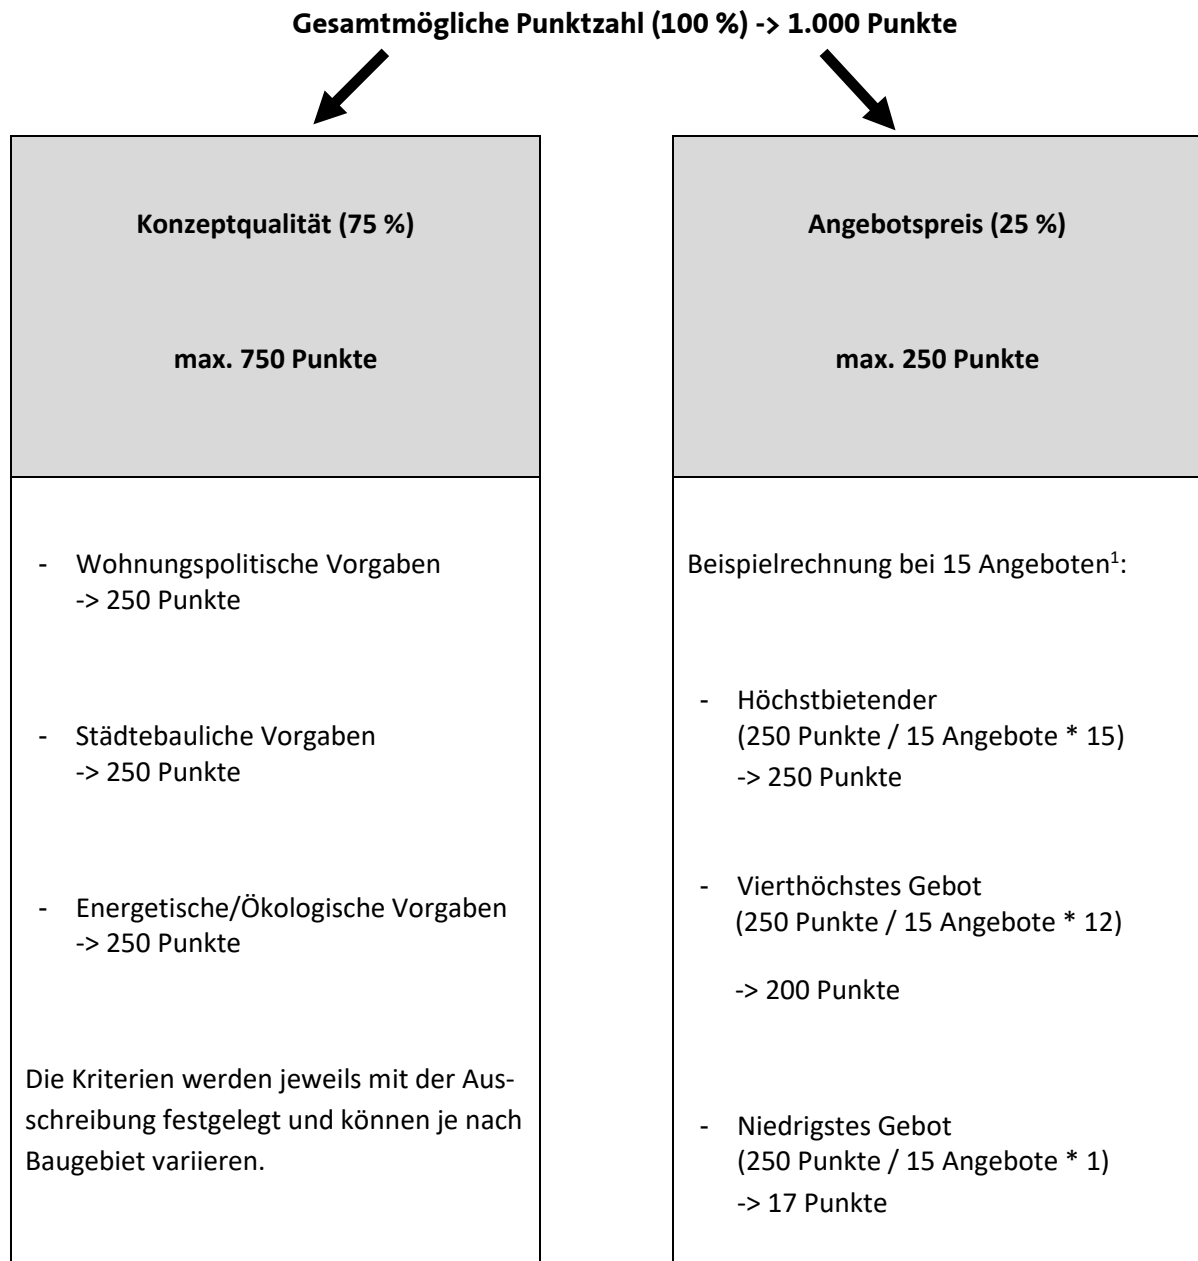 Gesamtmögliche Punktzahl (100 %) -> 1.000 Punkte
Konzeptqualität (75 %)
max. 750 Punkte
- Wohnungspolitische Vorgaben
-> 250 Punkte
- Städtebauliche Vorgaben
-> 250 Punkte
- Energetische/Ökologische Vorgaben
-> 250 Punkte
Die Kriterien werden jeweils mit der Aus-
schreibung festgelegt und können je nach
Baugebiet variieren.
Angebotspreis (25 %)
max. 250 Punkte
Beispielrechnung bei 15 Angeboten¹:
- Höchstbietender
(250 Punkte / 15 Angebote * 15)
-> 250 Punkte
- Vierthöchstes Gebot
(250 Punkte / 15 Angebote * 12)
-> 200 Punkte
- Niedrigstes Gebot
(250 Punkte / 15 Angebote * 1)
-> 17 Punkte